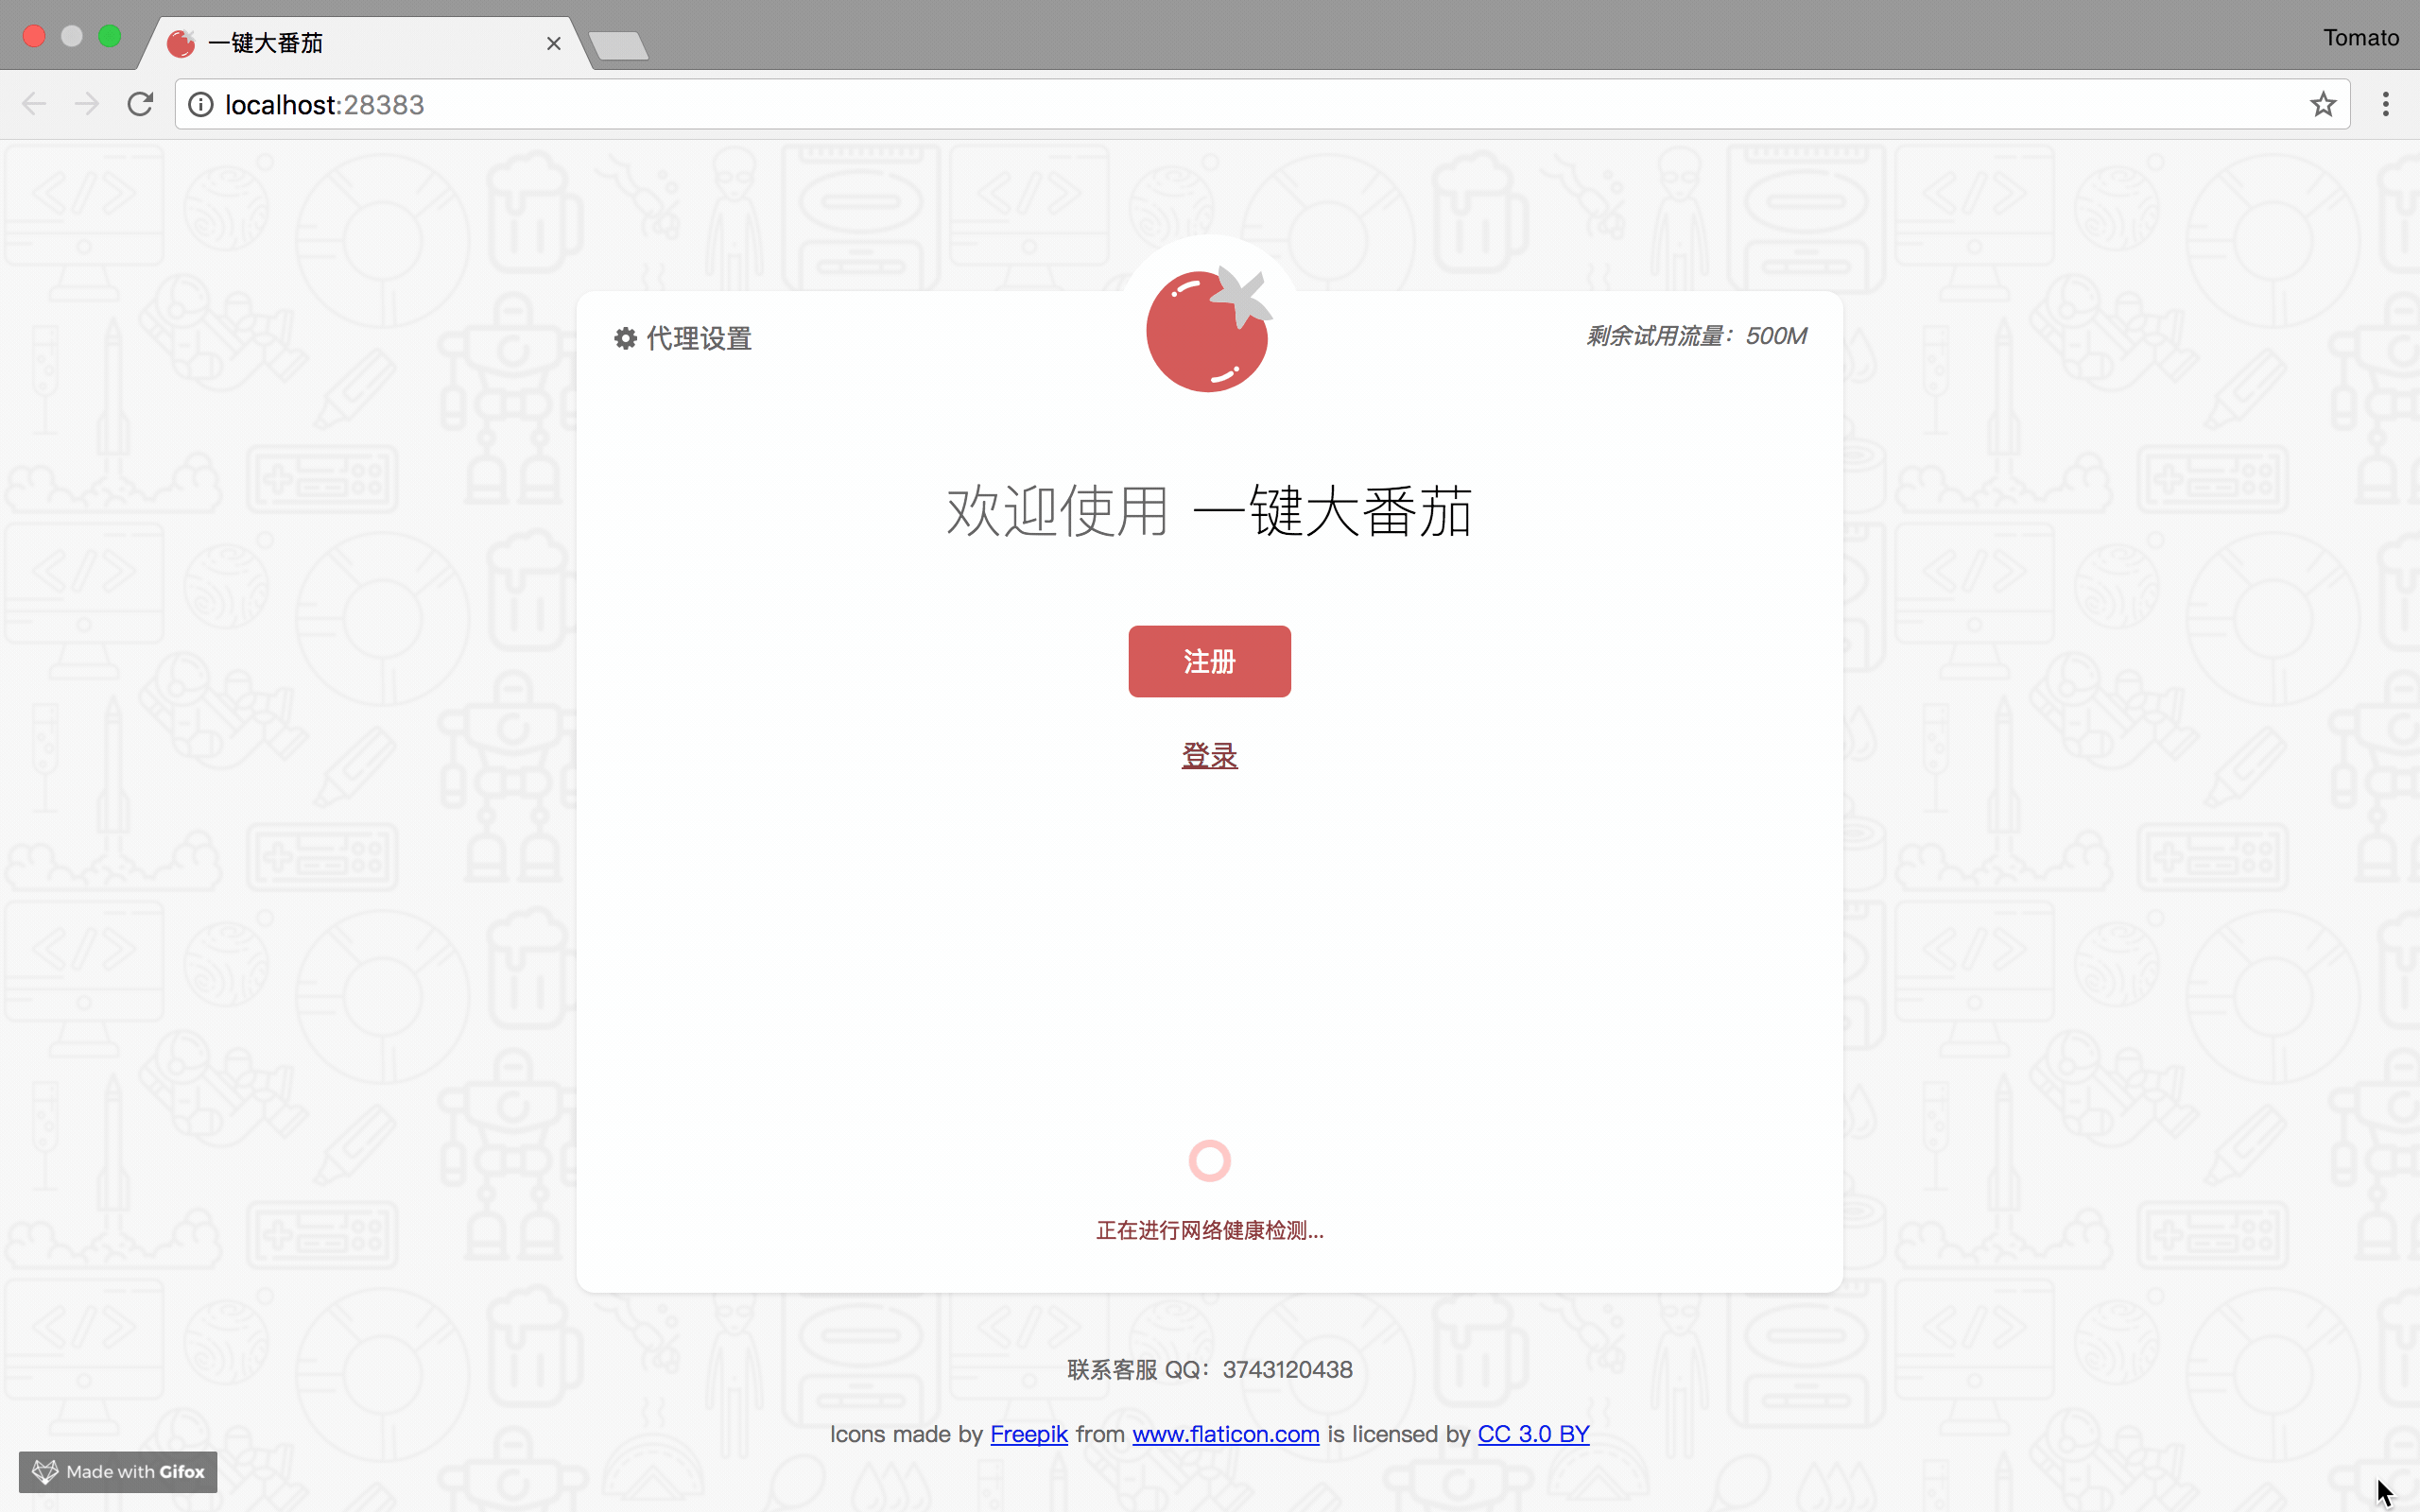 一键大番茄
Tomato
localhost:28383
代理设置
剩余试用流量：500M
欢迎使用 一键大番茄
注册
登录
正在进行网络健康检测...
联系客服 QQ：3743120438
Icons made by Freepik from www.flaticon.com is licensed by CC 3.0 BY
Made with Gifox